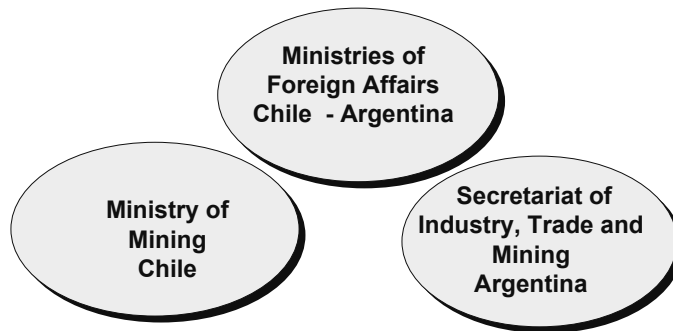 Ministries of
Foreign Affairs
Chile - Argentina
Ministry of
Mining
Chile
Secretariat of
Industry, Trade and
Mining
Argentina